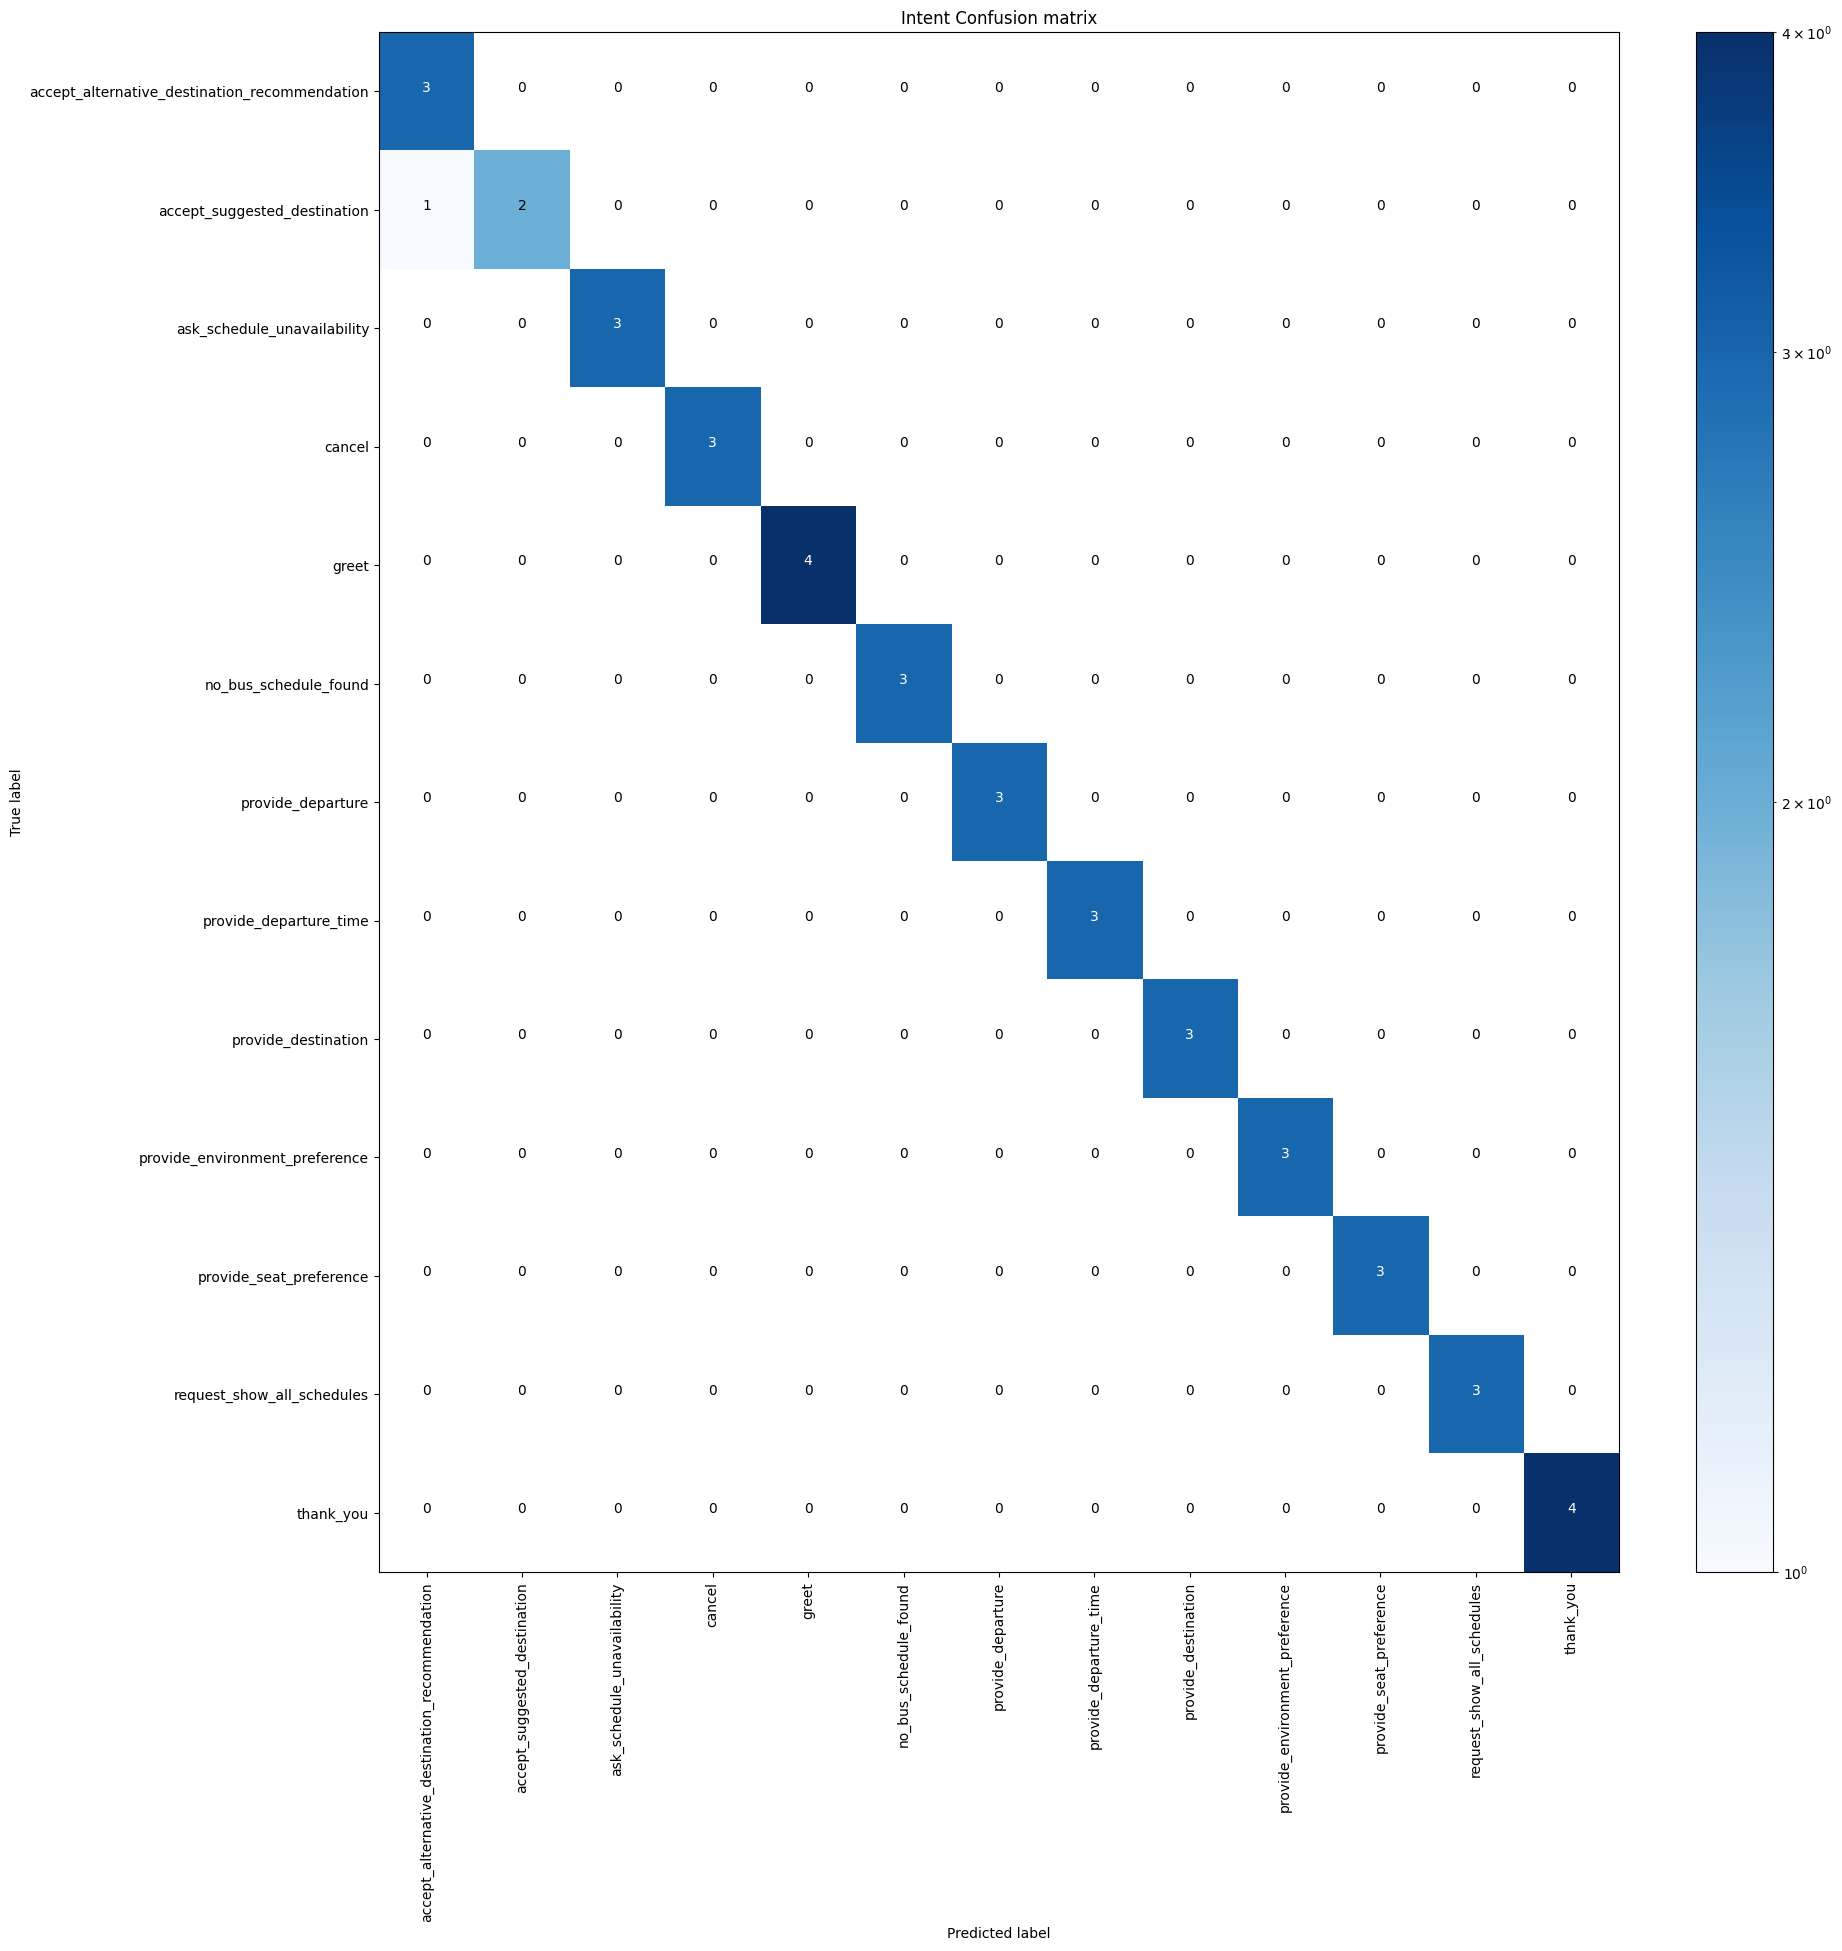 Intent Confusion matrix
True label
accept_alternative_destination_recommendation 3 0 0 0 0 0 0 0 0 0 0 0 0
accept_suggested_destination 1 2 0 0 0 0 0 0 0 0 0 0 0
ask_schedule_unavailability 0 0 3 0 0 0 0 0 0 0 0 0 0
cancel 0 0 0 3 0 0 0 0 0 0 0 0 0
greet 0 0 0 0 4 0 0 0 0 0 0 0 0
no_bus_schedule_found 0 0 0 0 0 3 0 0 0 0 0 0 0
provide_departure 0 0 0 0 0 0 3 0 0 0 0 0 0
provide_departure_time 0 0 0 0 0 0 0 3 0 0 0 0 0
provide_destination 0 0 0 0 0 0 0 0 3 0 0 0 0
provide_environment_preference 0 0 0 0 0 0 0 0 0 3 0 0 0
provide_seat_preference 0 0 0 0 0 0 0 0 0 0 3 0 0
request_show_all_schedules 0 0 0 0 0 0 0 0 0 0 0 3 0
thank_you 0 0 0 0 0 0 0 0 0 0 0 0 4
accept_alternative_destination_recommendation
accept_suggested_destination
ask_schedule_unavailability
cancel
greet
no_bus_schedule_found
provide_departure
provide_departure_time
provide_destination
provide_environment_preference
provide_seat_preference
request_show_all_schedules
thank_you
Predicted label
4 × 10⁰
3 × 10⁰
2 × 10⁰
10⁰